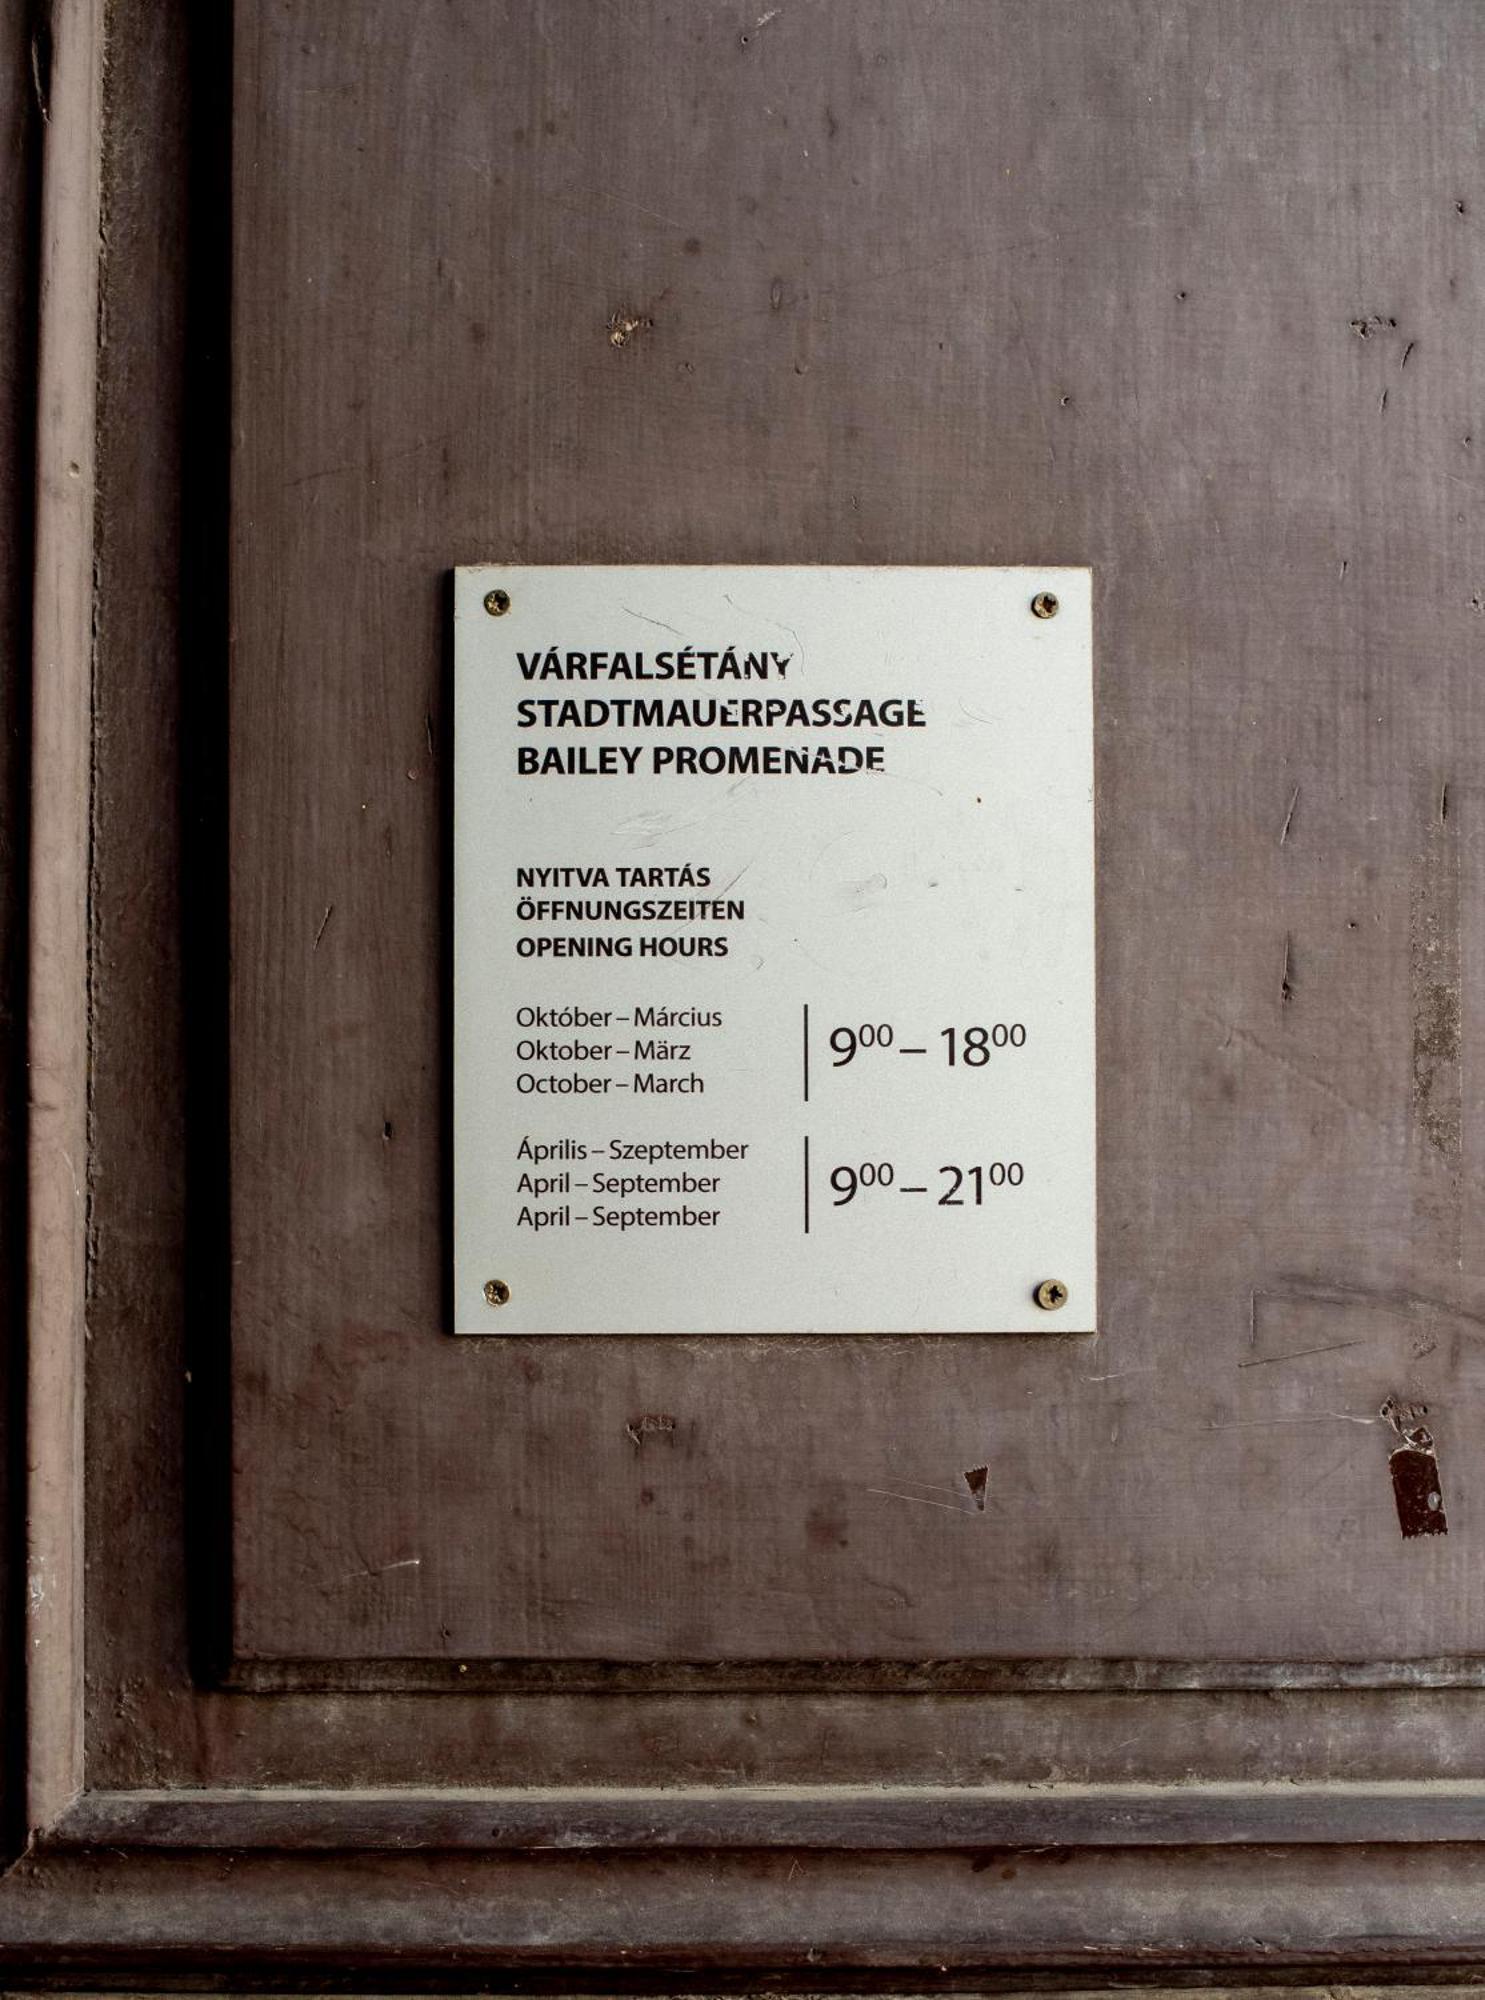 VÁRFALSÉTÁNY
STADTMAUERPASSAGE
BAILEY PROMENADE
NYITVA TARTÁS
ÖFFNUNGSZEITEN
OPENING HOURS
Október – Március
Oktober – März
October – March
9⁰⁰ – 18⁰⁰
Április – Szeptember
April – September
April – September
9⁰⁰ – 21⁰⁰